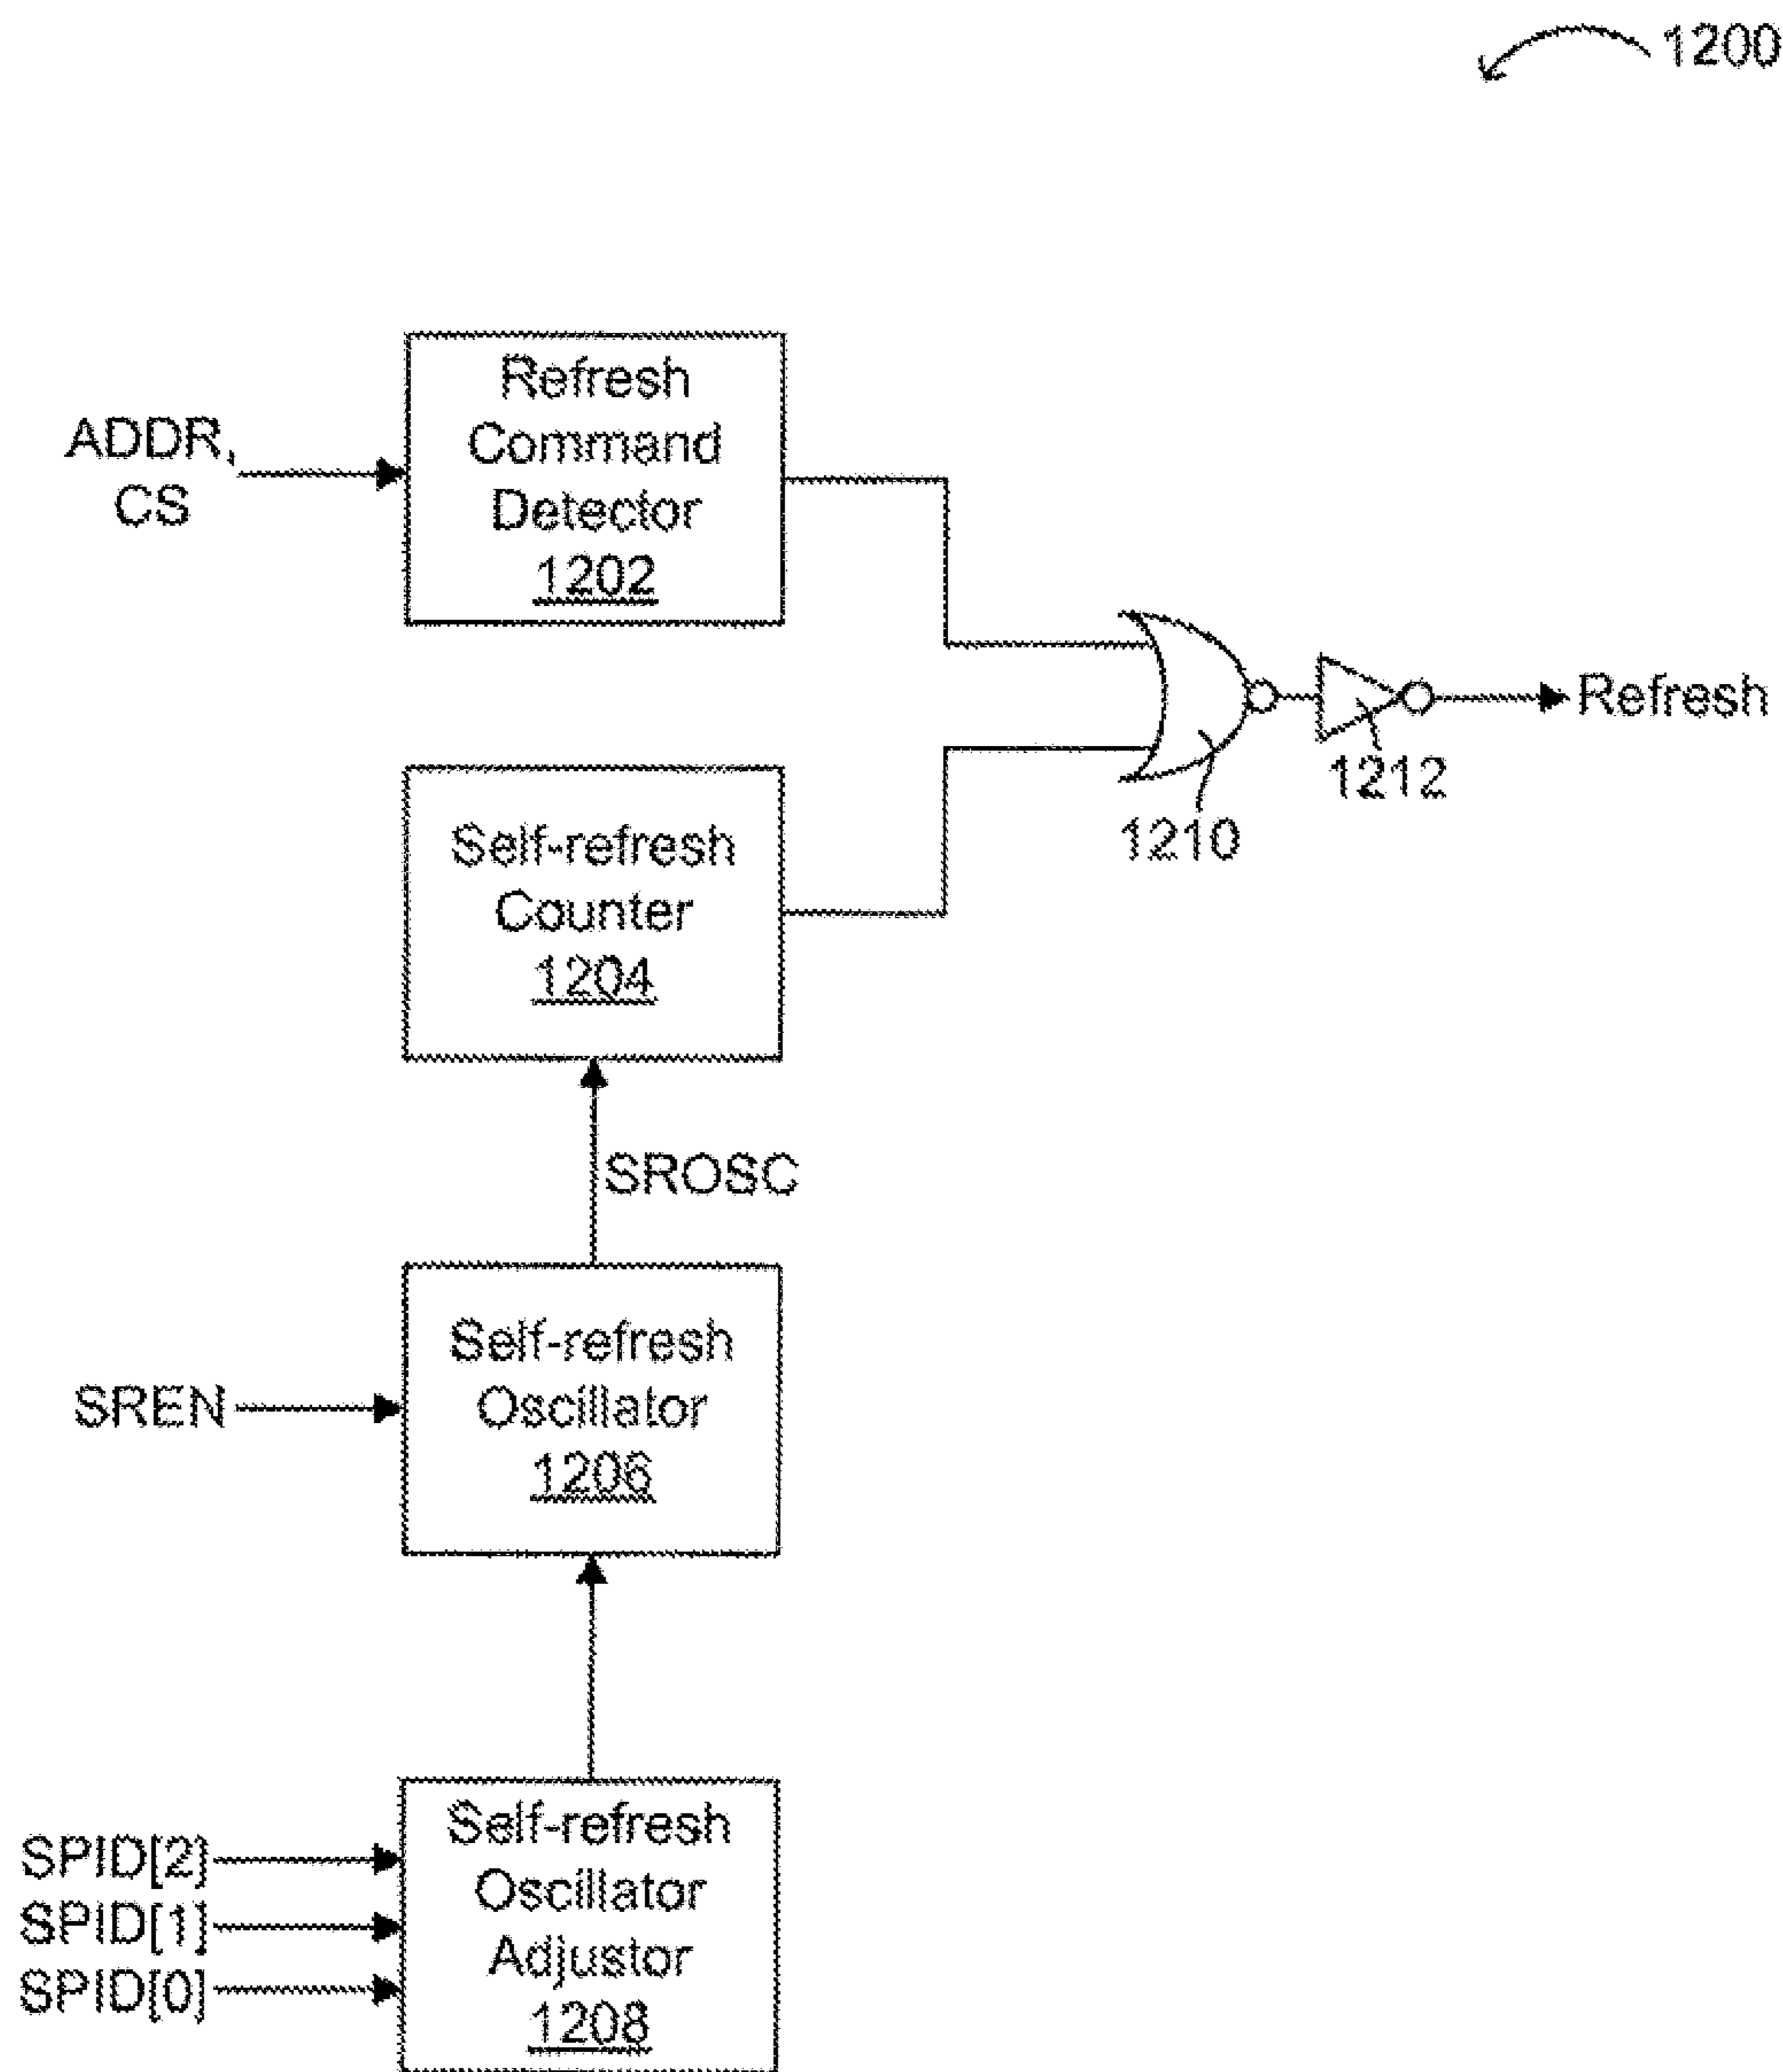 1200
Refresh
Command
Detector
1202
ADDR,
CS
Refresh
1212
1210
Self-refresh
Counter
1204
SROSC
Self-refresh
Oscillator
1206
SREN
Self-refresh
Oscillator
Adjustor
1208
SPID[2]
SPID[1]
SPID[0]